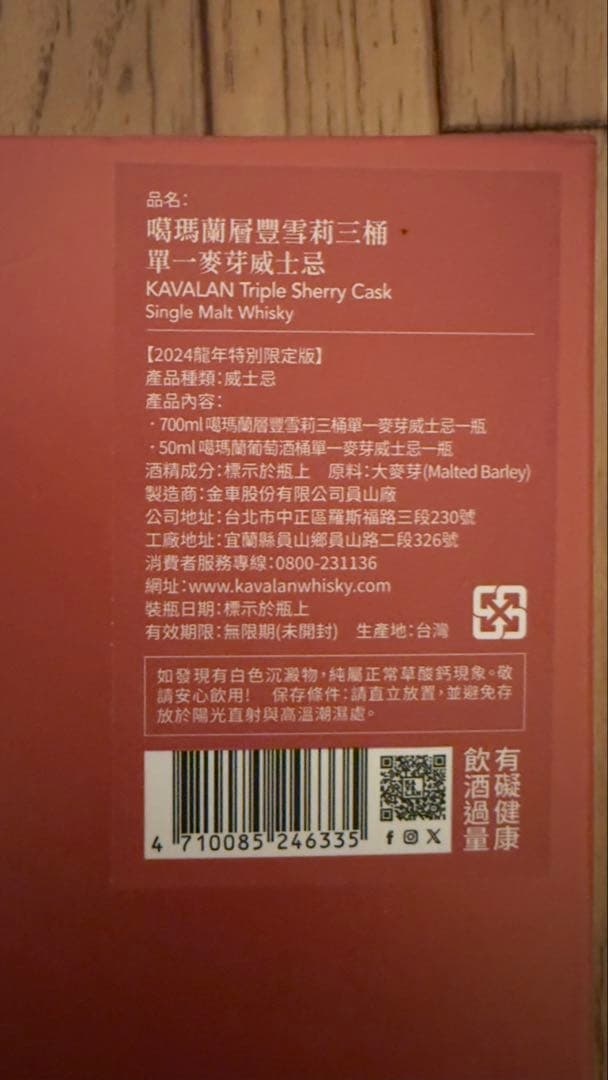 品名：
噶瑪蘭層豐雪莉三桶
單一麥芽威士忌
KAVALAN Triple Sherry Cask
Single Malt Whisky
【2024龍年特別限定版】
產品種類：威士忌
產品內容：
・700ml 噶瑪蘭層豐雪莉三桶單一麥芽威士忌一瓶
・50ml 噶瑪蘭葡萄酒桶單一麥芽威士忌一瓶
酒精成分：標示於瓶上　原料：大麥芽(Malted Barley)
製造商：金車股份有限公司員山廠
公司地址：台北市中正區羅斯福路三段230號
工廠地址：宜蘭縣員山鄉員山路二段326號
消費者服務專線：0800-231136
網址：www.kavalanwhisky.com
裝瓶日期：標示於瓶上
有效期限：無限期(未開封)　生產地：台灣
如發現有白色沉澱物，純屬正常草酸鈣現象。敬
請安心飲用！　保存條件：請直立放置，並避免存
放於陽光直射與高溫潮濕處。
有礙健康
飲酒過量
4 710085 246335